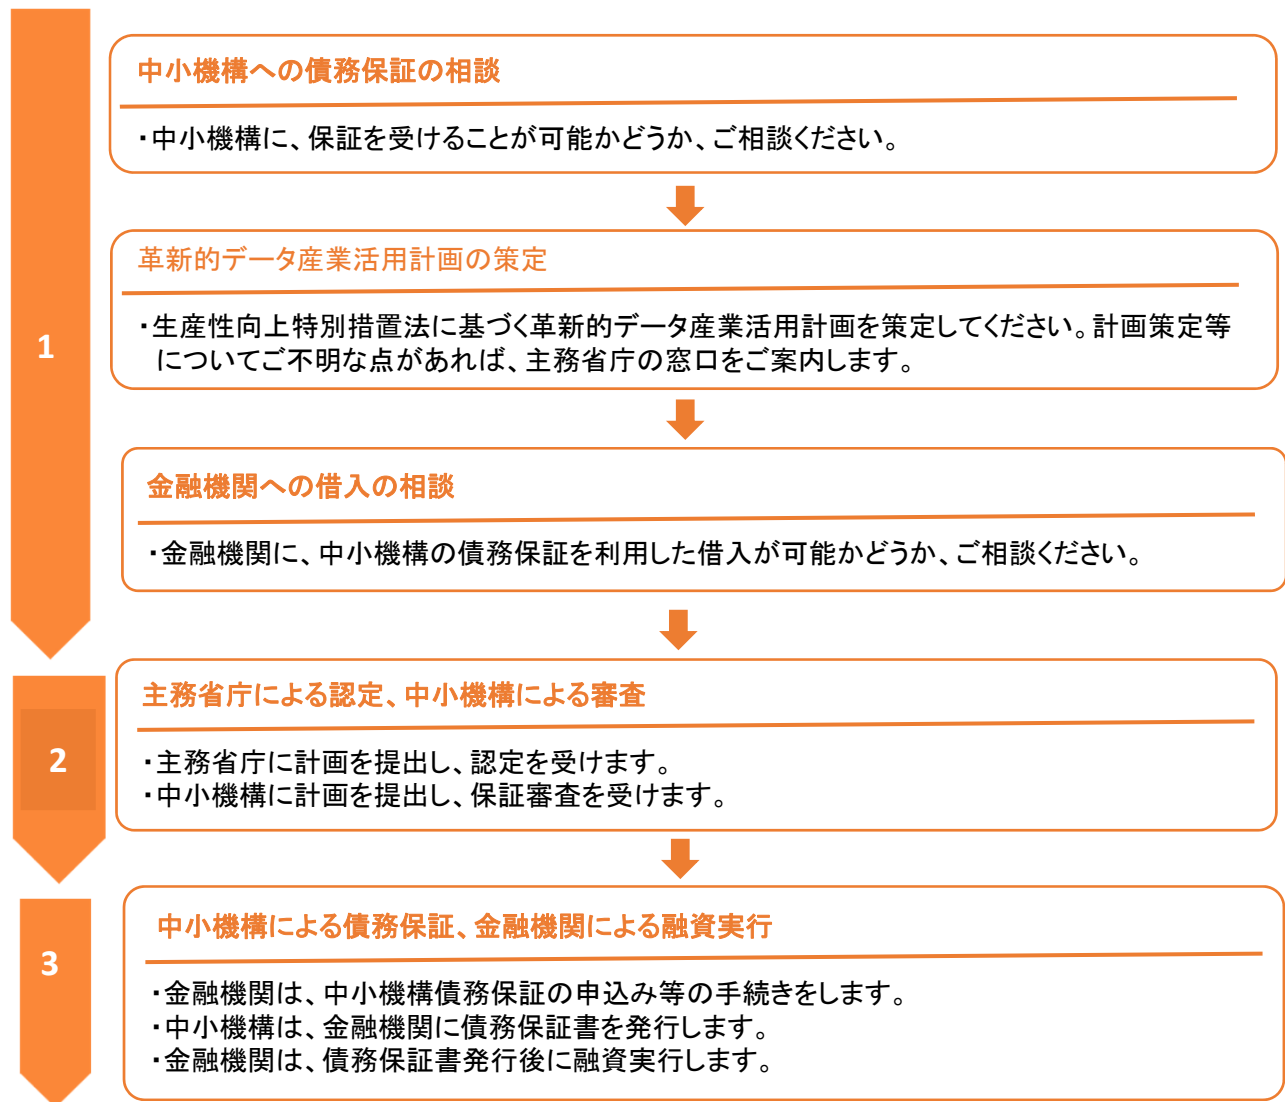 中小機構への債務保証の相談
・中小機構に、保証を受けることが可能かどうか、ご相談ください。
革新的データ産業活用計画の策定
・生産性向上特別措置法に基づく革新的データ産業活用計画を策定してください。計画策定等
についてご不明な点があれば、主務省庁の窓口をご案内します。
1
金融機関への借入の相談
・金融機関に、中小機構の債務保証を利用した借入が可能かどうか、ご相談ください。
主務省庁による認定、中小機構による審査
2
・主務省庁に計画を提出し、認定を受けます。
・中小機構に計画を提出し、保証審査を受けます。
中小機構による債務保証、金融機関による融資実行
3
・金融機関は、中小機構債務保証の申込み等の手続きをします。
・中小機構は、金融機関に債務保証書を発行します。
・金融機関は、債務保証書発行後に融資実行します。